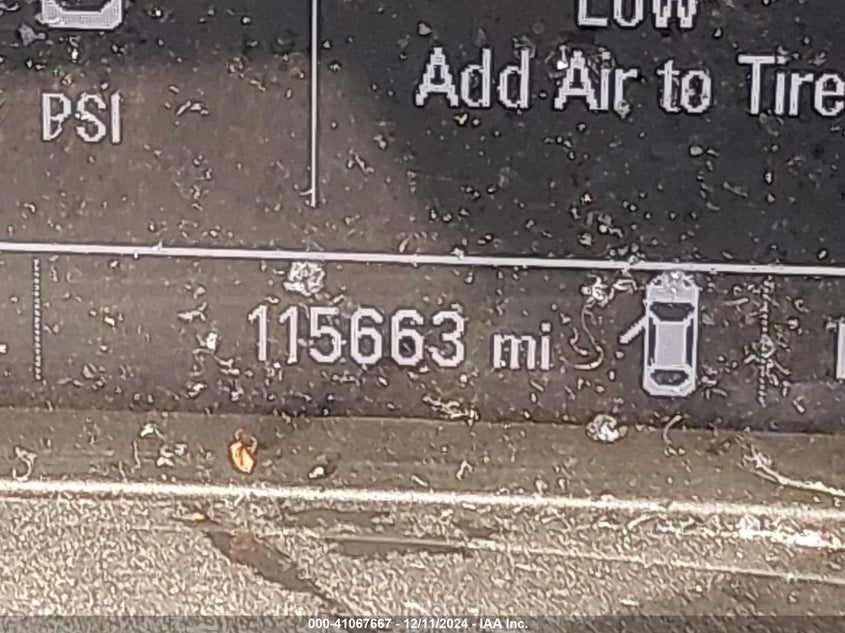 Low
Add Air to Tire
PSI
115663 mi
000-41067667 - 12/11/2024 - IAA Inc.